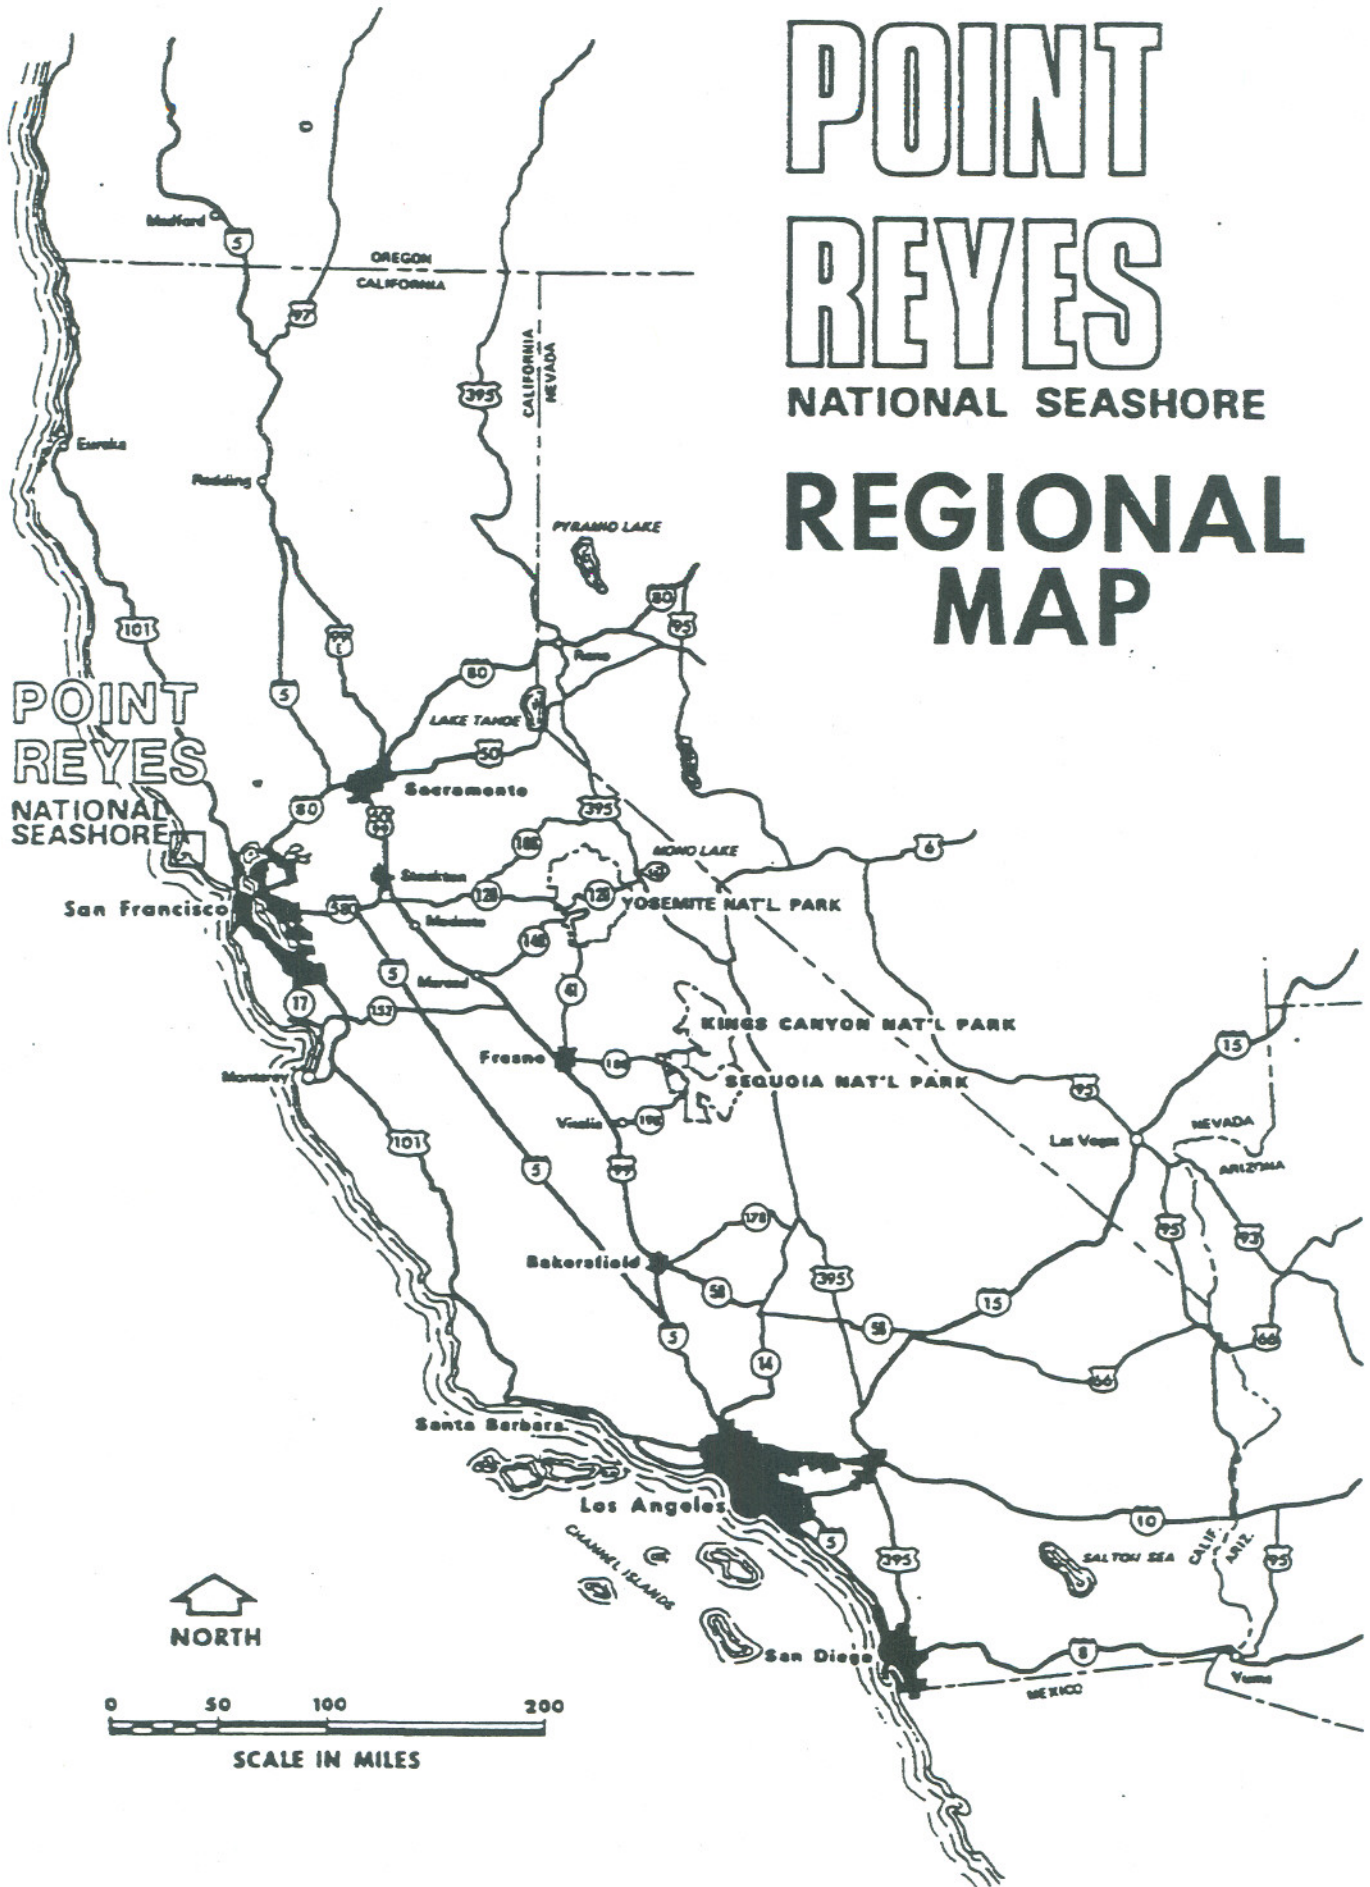 POINT
REYES
NATIONAL SEASHORE
REGIONAL
MAP
Medford
5
OREGON
CALIFORNIA
97
CALIFORNIA
NEVADA
395
Eureka
Redding
PYRAMID LAKE
80
95
101
99
E
Reno
80
5
POINT
REYES
NATIONAL
SEASHORE
LAKE TAHOE
50
Sacramento
80
50
99
395
MONO LAKE
6
Stockton
120
120
YOSEMITE NAT'L PARK
San Francisco
580
Modesto
140
5
Merced
41
17
152
KINGS CANYON NAT'L PARK
15
Fresno
180
SEQUOIA NAT'L PARK
Monterey
95
Visalia
198
NEVADA
Las Vegas
101
ARIZONA
5
99
178
95
93
Bakersfield
58
395
15
5
58
66
14
66
Santa Barbara
Los Angeles
10
5
CHANNEL ISLANDS
395
SALTON SEA
CALIF.
ARIZ.
95
NORTH
San Diego
8
Yuma
MEXICO
0 50 100 200
SCALE IN MILES